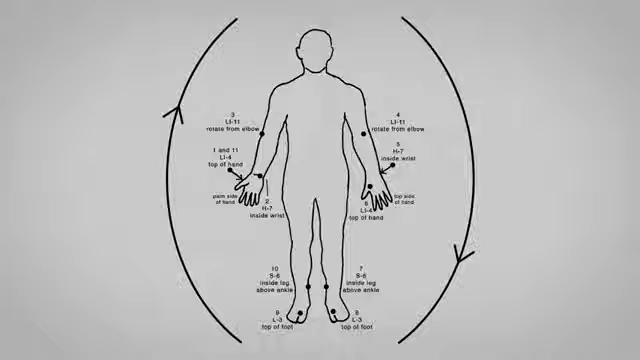 3
LI-11
rotate from elbow
4
LI-11
rotate from elbow
1 and 11
LI-4
top of hand
5
H-7
inside wrist
palm side
of hand
2
H-7
inside wrist
6
LI-4
top of hand
top side
of hand
10
S-6
inside leg
above ankle
7
S-6
inside leg
above ankle
9
L-3
top of foot
8
L-3
top of foot